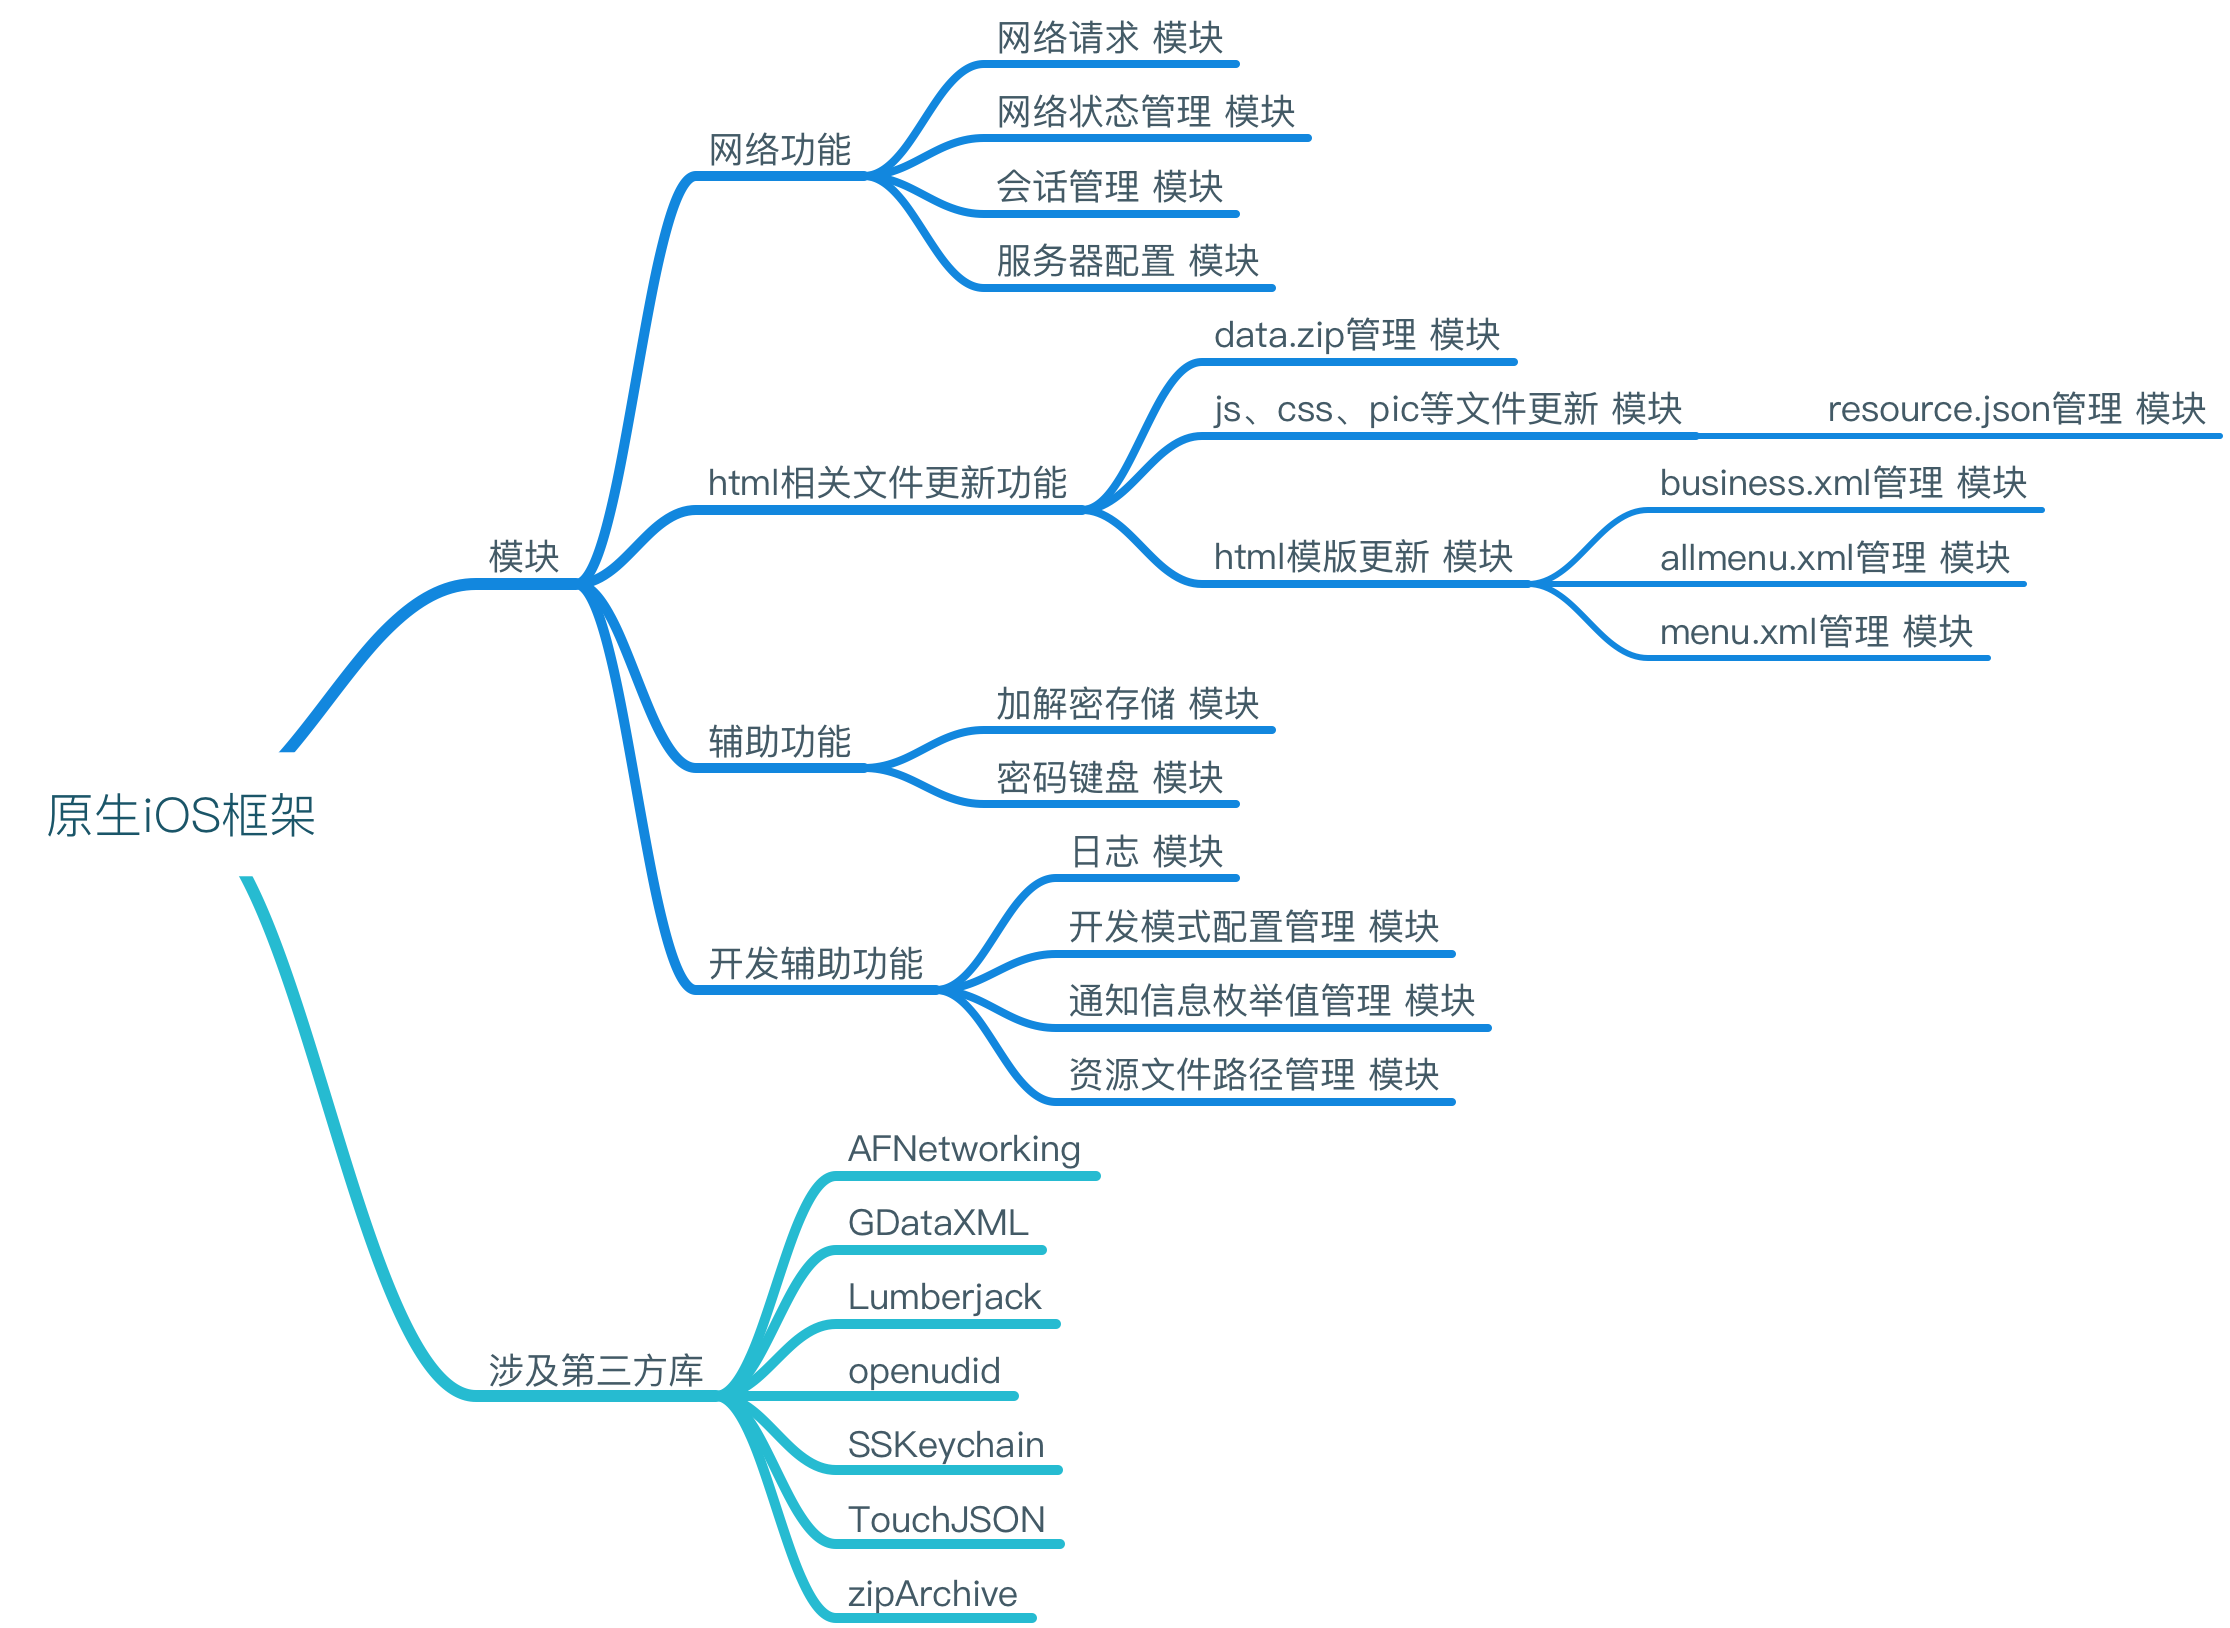 网络请求 模块
网络状态管理 模块
网络功能
会话管理 模块
服务器配置 模块
data.zip管理 模块
js、css、pic等文件更新 模块
resource.json管理 模块
html相关文件更新功能
business.xml管理 模块
模块
html模版更新 模块
allmenu.xml管理 模块
menu.xml管理 模块
加解密存储 模块
辅助功能
密码键盘 模块
原生iOS框架
日志 模块
开发模式配置管理 模块
开发辅助功能
通知信息枚举值管理 模块
资源文件路径管理 模块
AFNetworking
GDataXML
Lumberjack
涉及第三方库
openudid
SSKeychain
TouchJSON
zipArchive